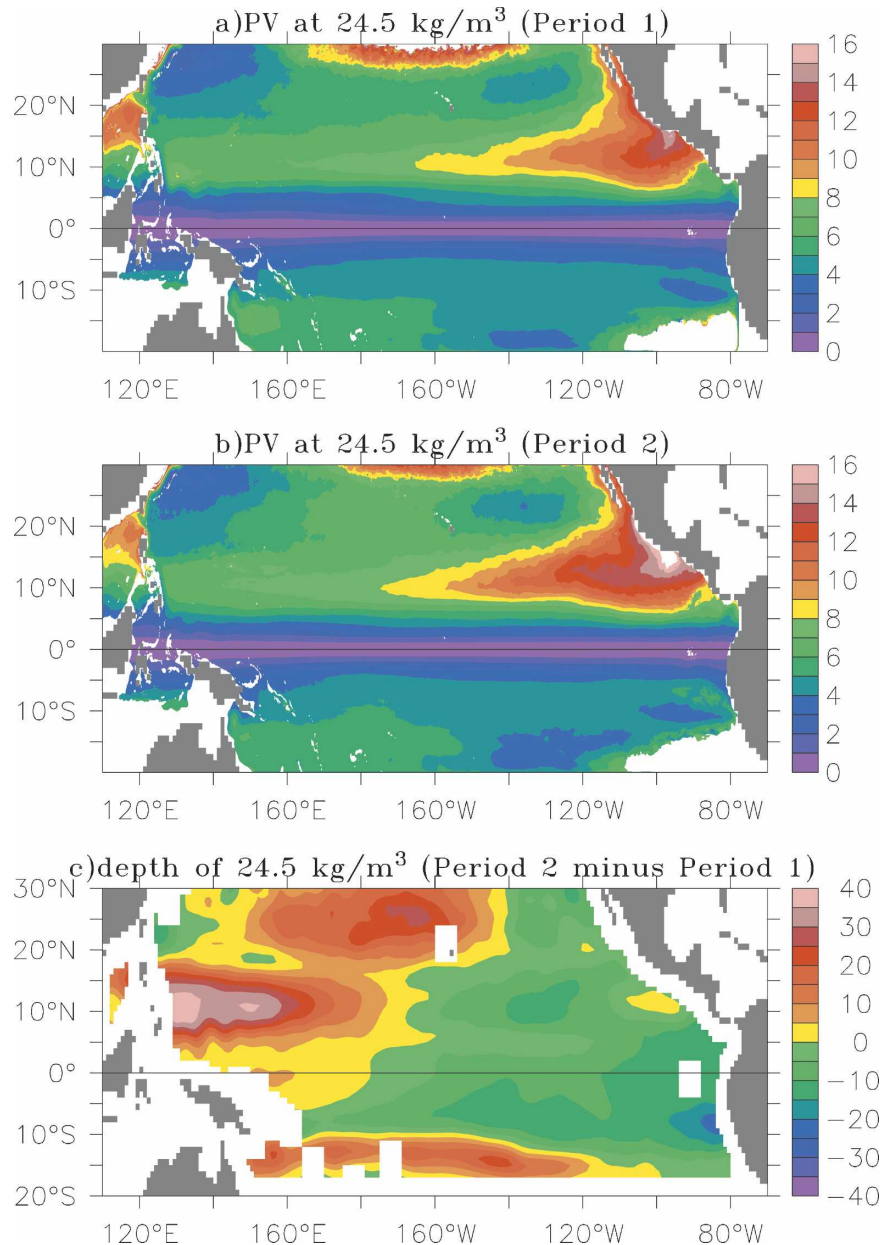 a)PV at 24.5 kg/m³ (Period 1)
20°N
10°N
0°
10°S
120°E 160°E 160°W 120°W 80°W
16
14
12
10
8
6
4
2
0
b)PV at 24.5 kg/m³ (Period 2)
20°N
10°N
0°
10°S
120°E 160°E 160°W 120°W 80°W
16
14
12
10
8
6
4
2
0
c)depth of 24.5 kg/m³ (Period 2 minus Period 1)
30°N
20°N
10°N
0°
10°S
20°S
120°E 160°E 160°W 120°W 80°W
40
30
20
10
0
−10
−20
−30
−40